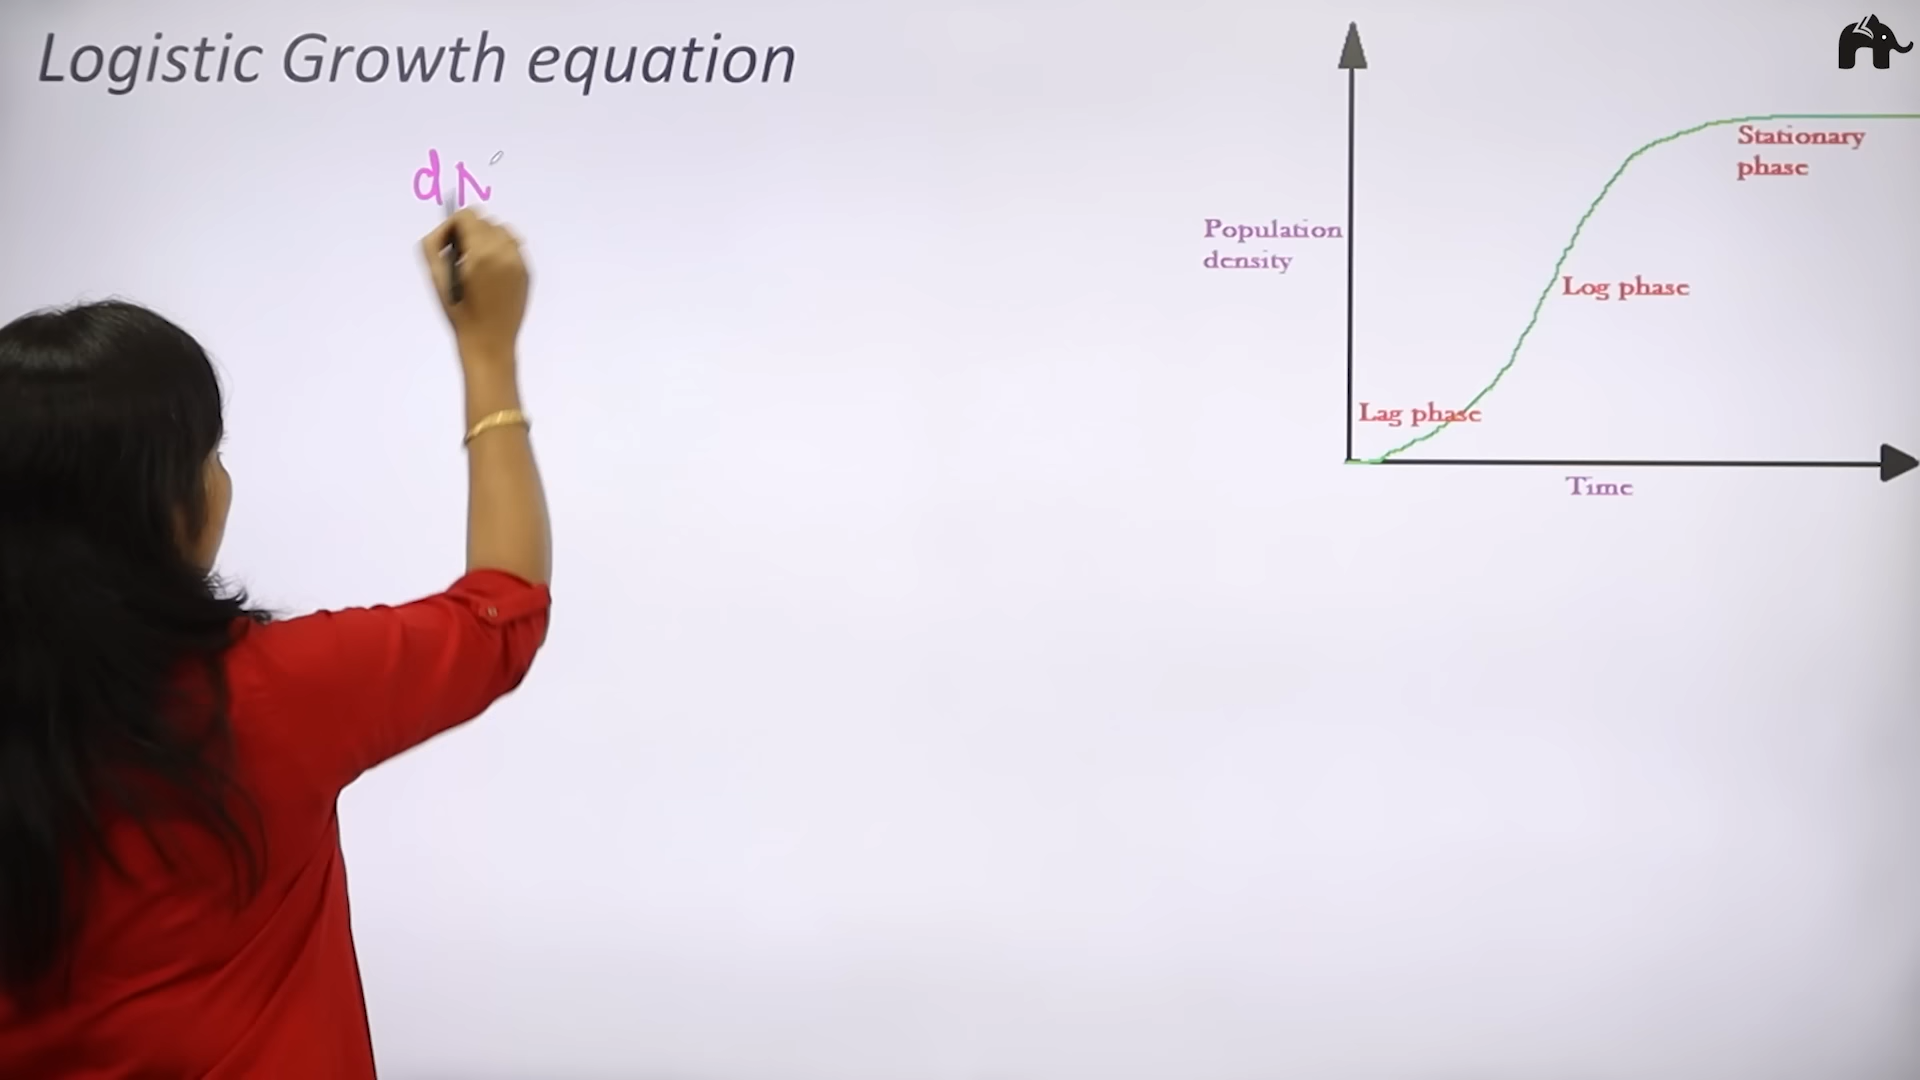 Logistic Growth equation
dN
Population
density
Stationary
phase
Log phase
Lag phase
Time